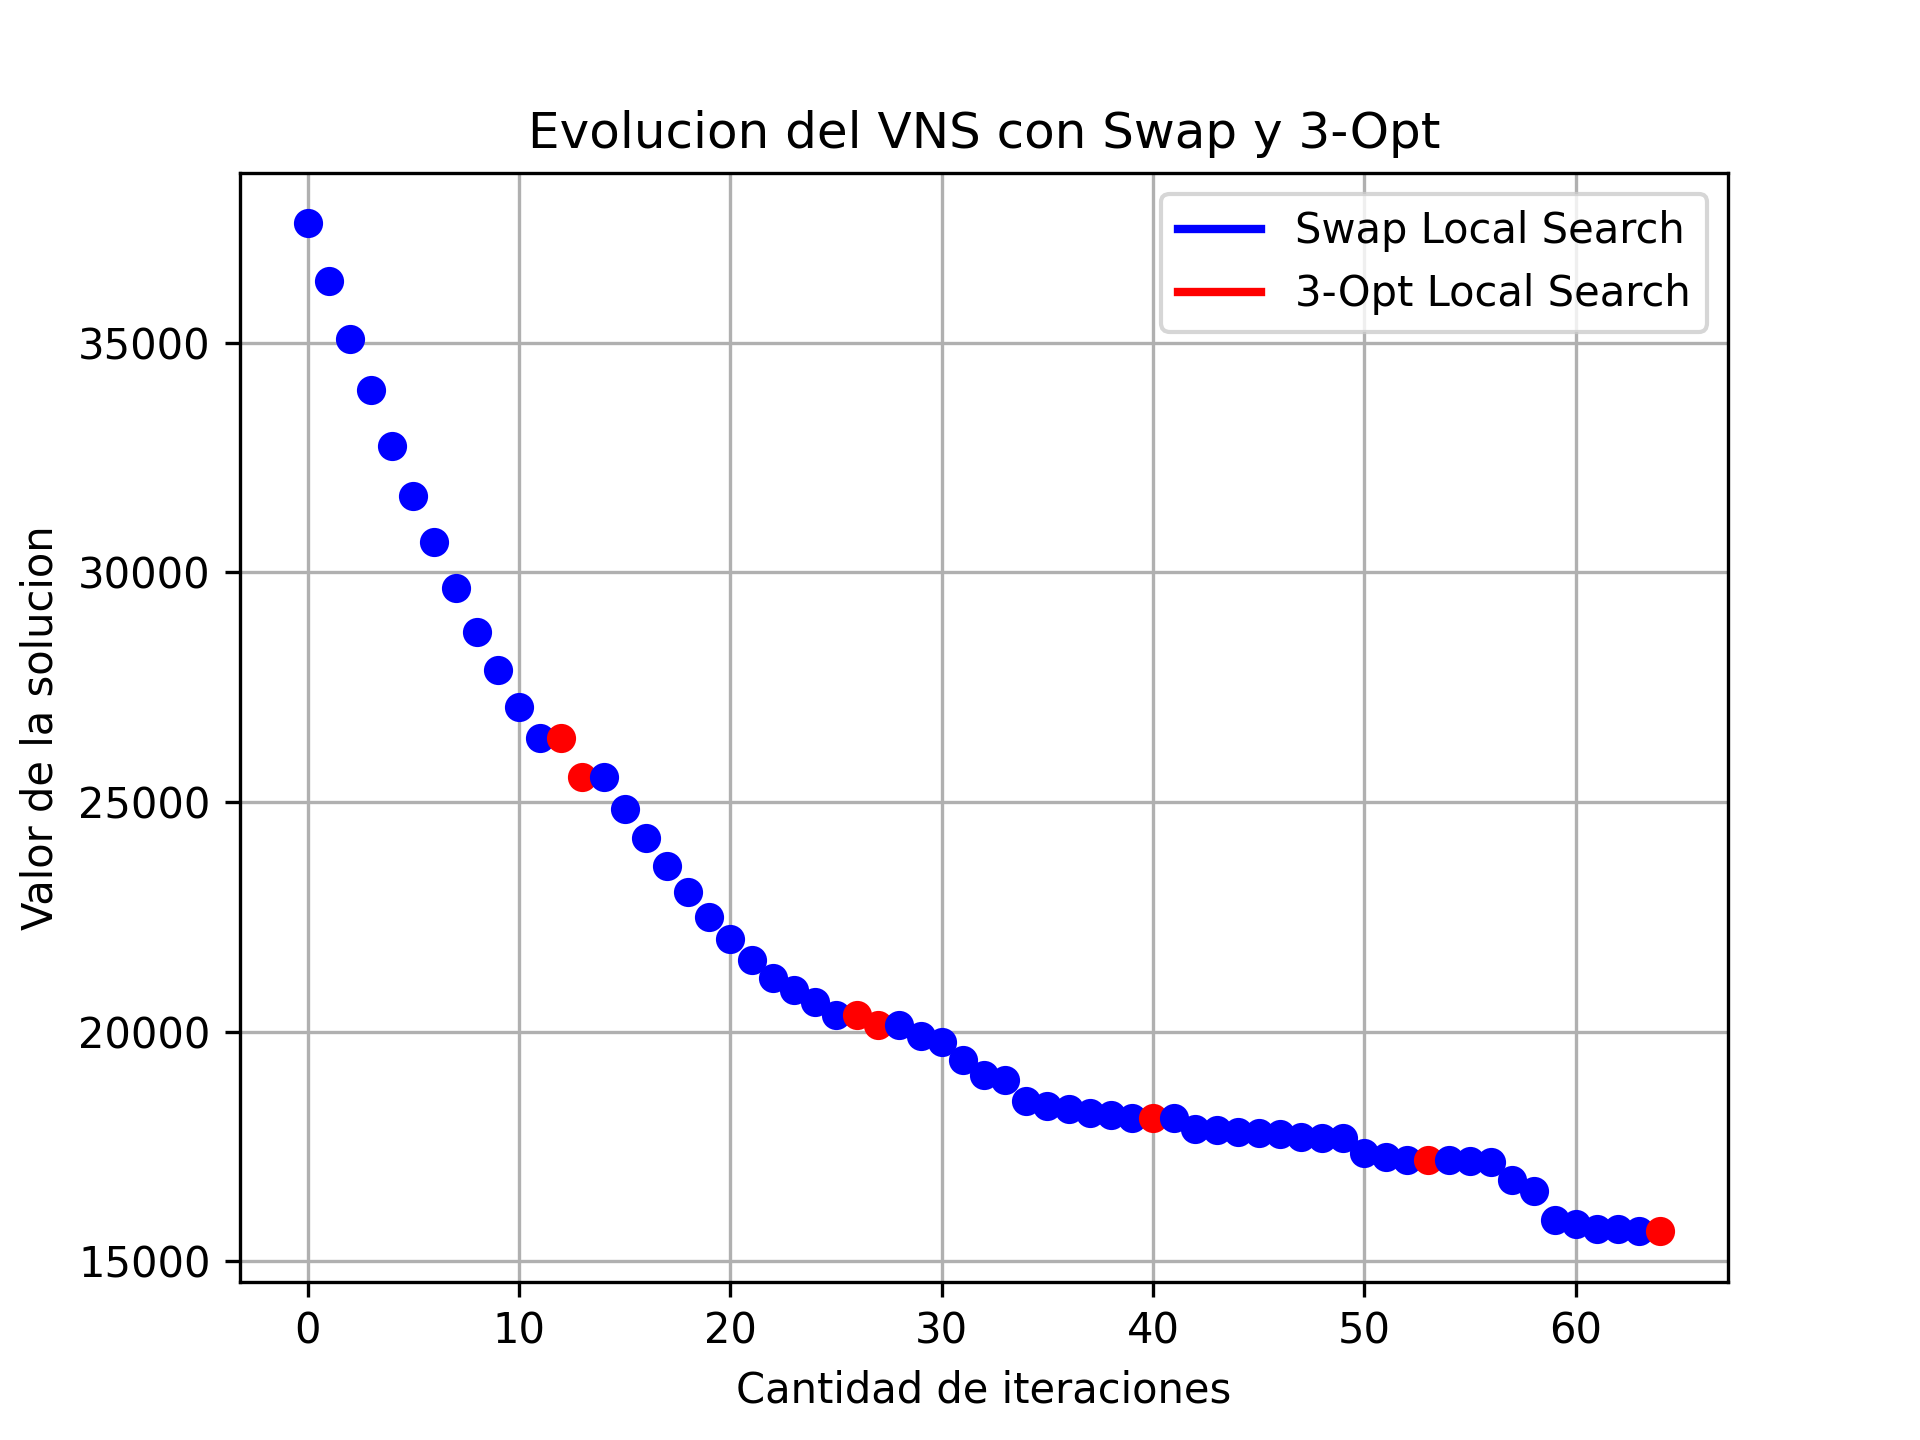 Evolucion del VNS con Swap y 3-Opt
Swap Local Search
3-Opt Local Search
35000
30000
25000
20000
15000
Valor de la solucion
0 10 20 30 40 50 60
Cantidad de iteraciones